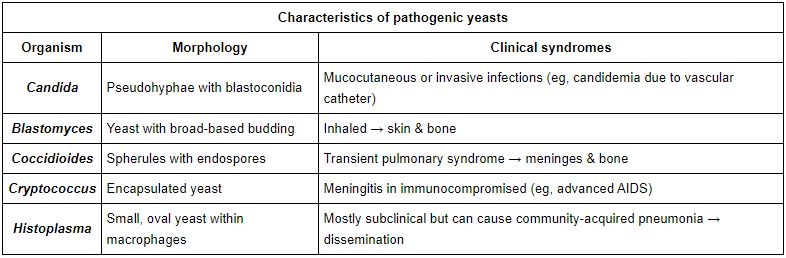 Characteristics of pathogenic yeasts
Organism Morphology Clinical syndromes
Candida Pseudohyphae with blastoconidia Mucocutaneous or invasive infections (eg, candidemia due to vascular
catheter)
Blastomyces Yeast with broad-based budding Inhaled → skin & bone
Coccidioides Spherules with endospores Transient pulmonary syndrome → meninges & bone
Cryptococcus Encapsulated yeast Meningitis in immunocompromised (eg, advanced AIDS)
Histoplasma Small, oval yeast within
macrophages Mostly subclinical but can cause community-acquired pneumonia →
dissemination